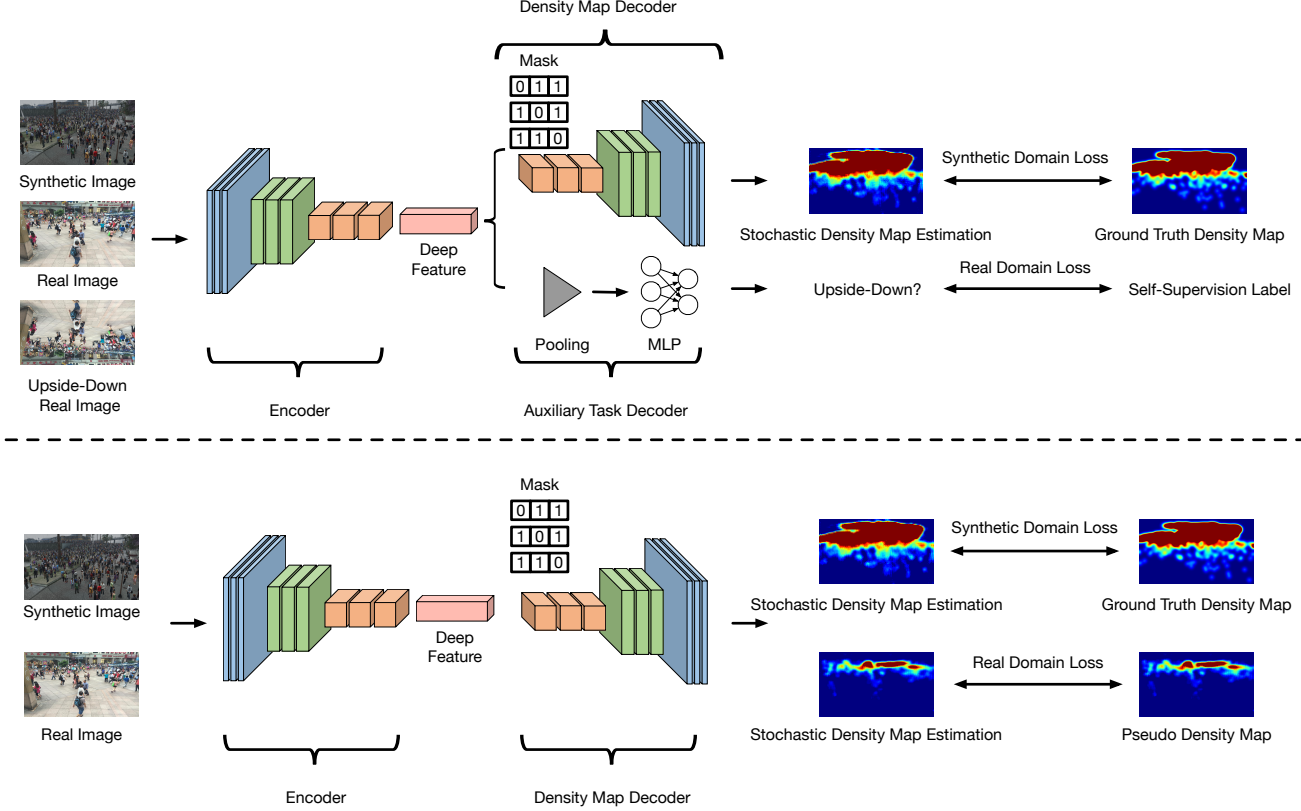 Density Map Decoder
Mask
0 1 1
1 0 1
1 1 0
Synthetic Image
Real Image
Upside-Down
Real Image
Deep
Feature
Encoder
Pooling
MLP
Auxiliary Task Decoder
Stochastic Density Map Estimation
Synthetic Domain Loss
Ground Truth Density Map
Upside-Down?
Real Domain Loss
Self-Supervision Label
Mask
0 1 1
1 0 1
1 1 0
Synthetic Image
Real Image
Deep
Feature
Encoder
Density Map Decoder
Stochastic Density Map Estimation
Synthetic Domain Loss
Ground Truth Density Map
Stochastic Density Map Estimation
Real Domain Loss
Pseudo Density Map